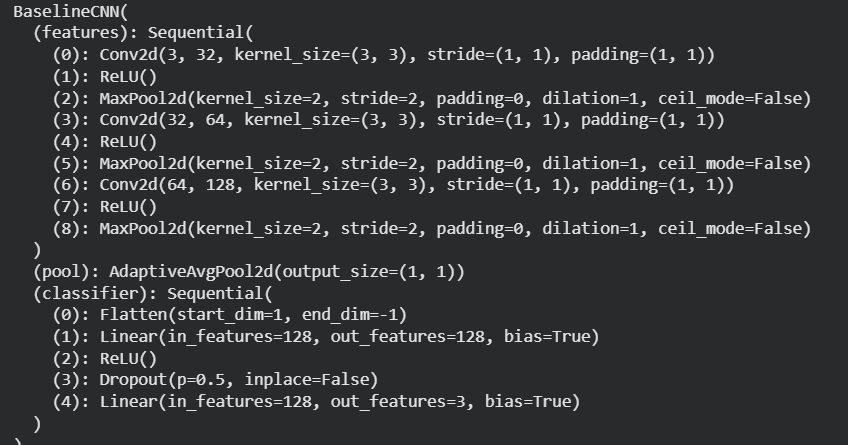 BaselineCNN(
  (features): Sequential(
    (0): Conv2d(3, 32, kernel_size=(3, 3), stride=(1, 1), padding=(1, 1))
    (1): ReLU()
    (2): MaxPool2d(kernel_size=2, stride=2, padding=0, dilation=1, ceil_mode=False)
    (3): Conv2d(32, 64, kernel_size=(3, 3), stride=(1, 1), padding=(1, 1))
    (4): ReLU()
    (5): MaxPool2d(kernel_size=2, stride=2, padding=0, dilation=1, ceil_mode=False)
    (6): Conv2d(64, 128, kernel_size=(3, 3), stride=(1, 1), padding=(1, 1))
    (7): ReLU()
    (8): MaxPool2d(kernel_size=2, stride=2, padding=0, dilation=1, ceil_mode=False)
  )
  (pool): AdaptiveAvgPool2d(output_size=(1, 1))
  (classifier): Sequential(
    (0): Flatten(start_dim=1, end_dim=-1)
    (1): Linear(in_features=128, out_features=128, bias=True)
    (2): ReLU()
    (3): Dropout(p=0.5, inplace=False)
    (4): Linear(in_features=128, out_features=3, bias=True)
  )
)